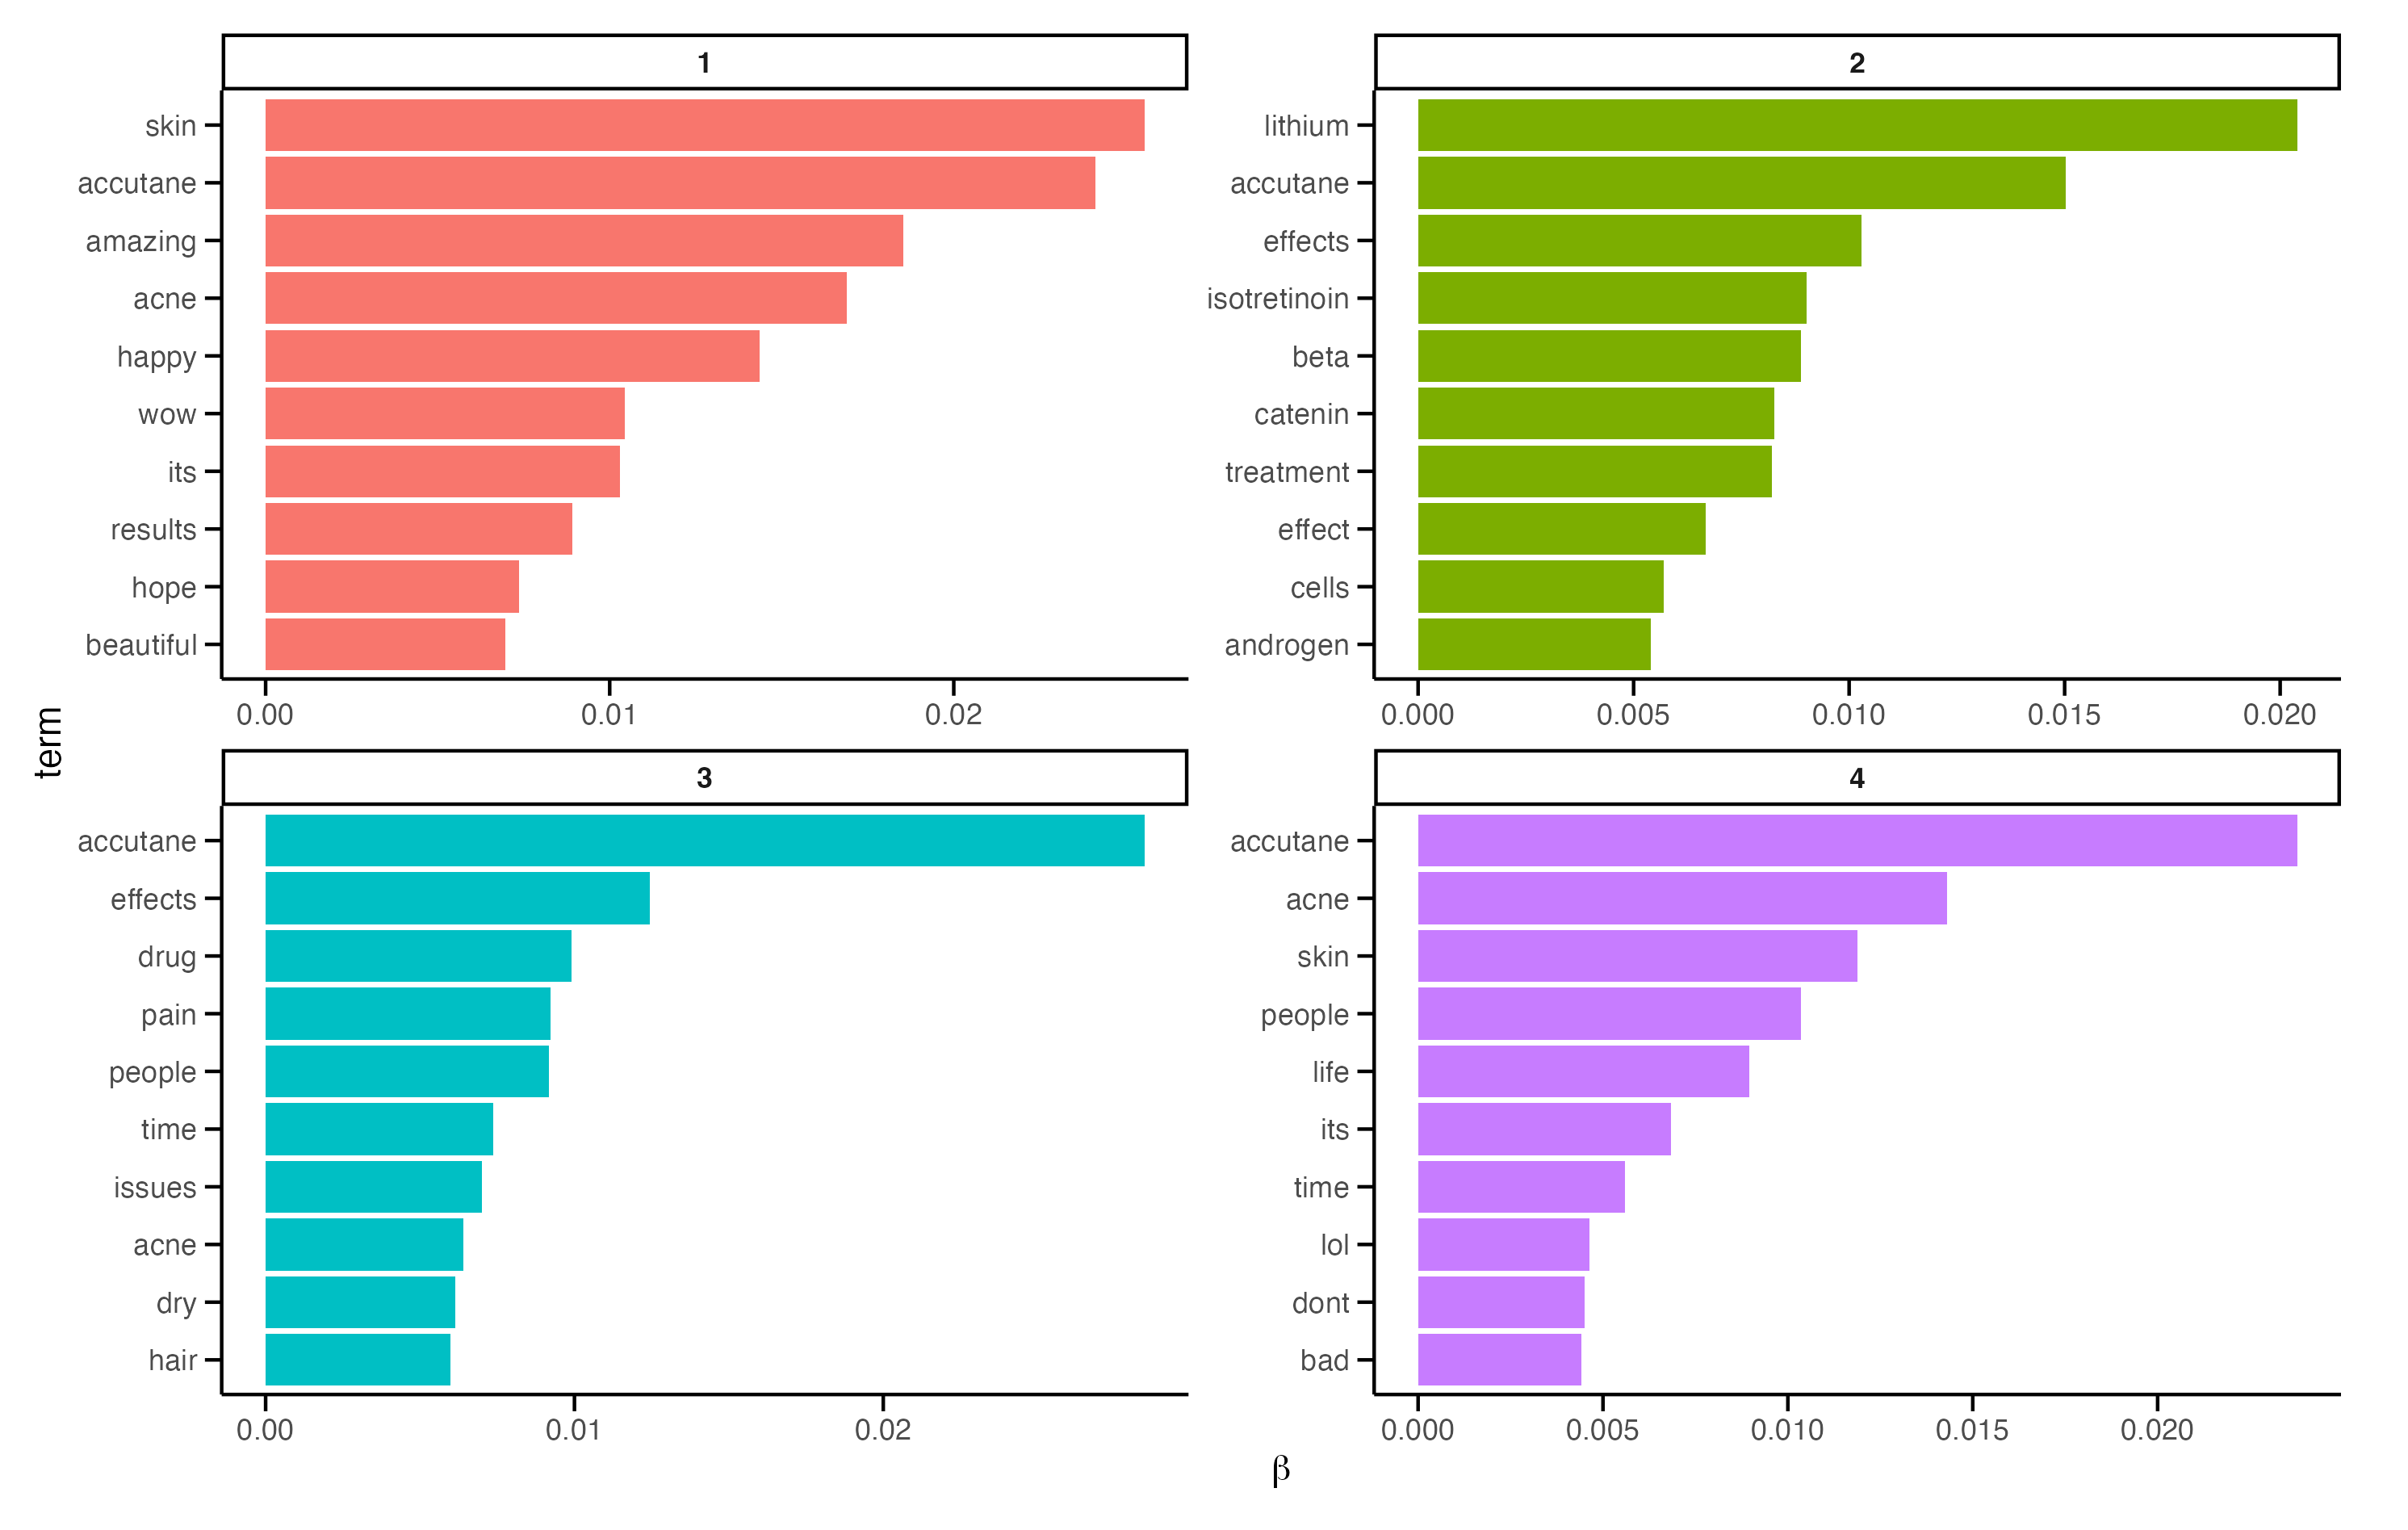 1
skin
accutane
amazing
acne
happy
wow
its
results
hope
beautiful
0.00 0.01 0.02
2
lithium
accutane
effects
isotretinoin
beta
catenin
treatment
effect
cells
androgen
0.000 0.005 0.010 0.015 0.020
term
3
accutane
effects
drug
pain
people
time
issues
acne
dry
hair
0.00 0.01 0.02
4
accutane
acne
skin
people
life
its
time
lol
dont
bad
0.000 0.005 0.010 0.015 0.020
β